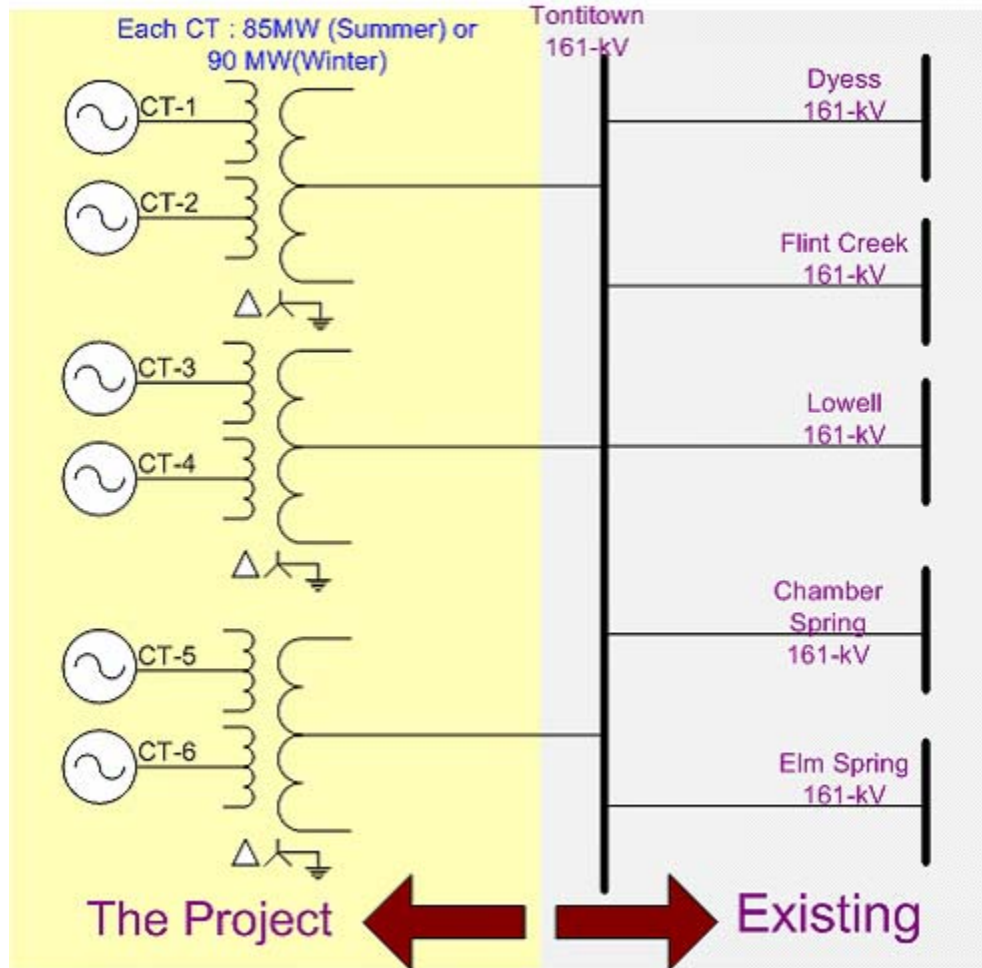 Each CT : 85MW (Summer) or
90 MW(Winter)
Tontitown
161-kV
CT-1
CT-2
CT-3
CT-4
CT-5
CT-6
Dyess
161-kV
Flint Creek
161-kV
Lowell
161-kV
Chamber
Spring
161-kV
Elm Spring
161-kV
The Project
Existing